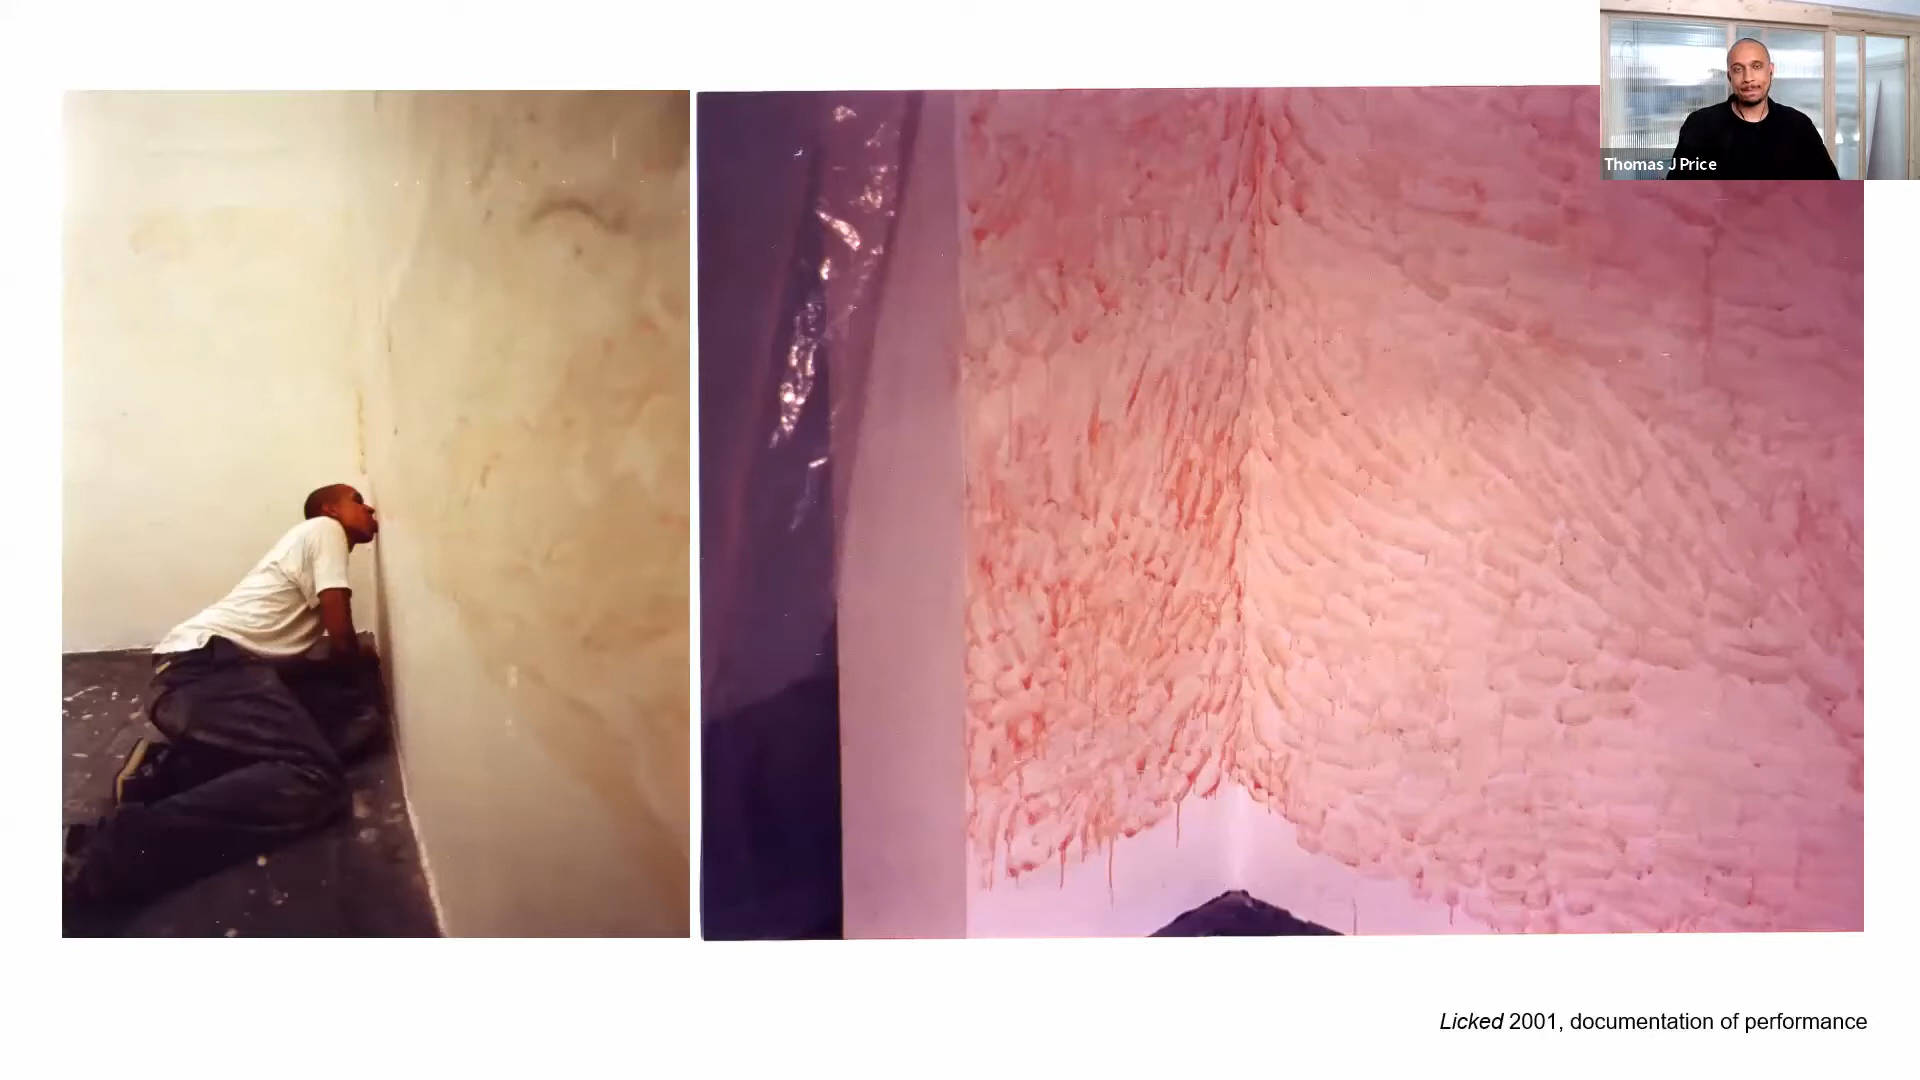 Thomas J Price
Licked 2001, documentation of performance